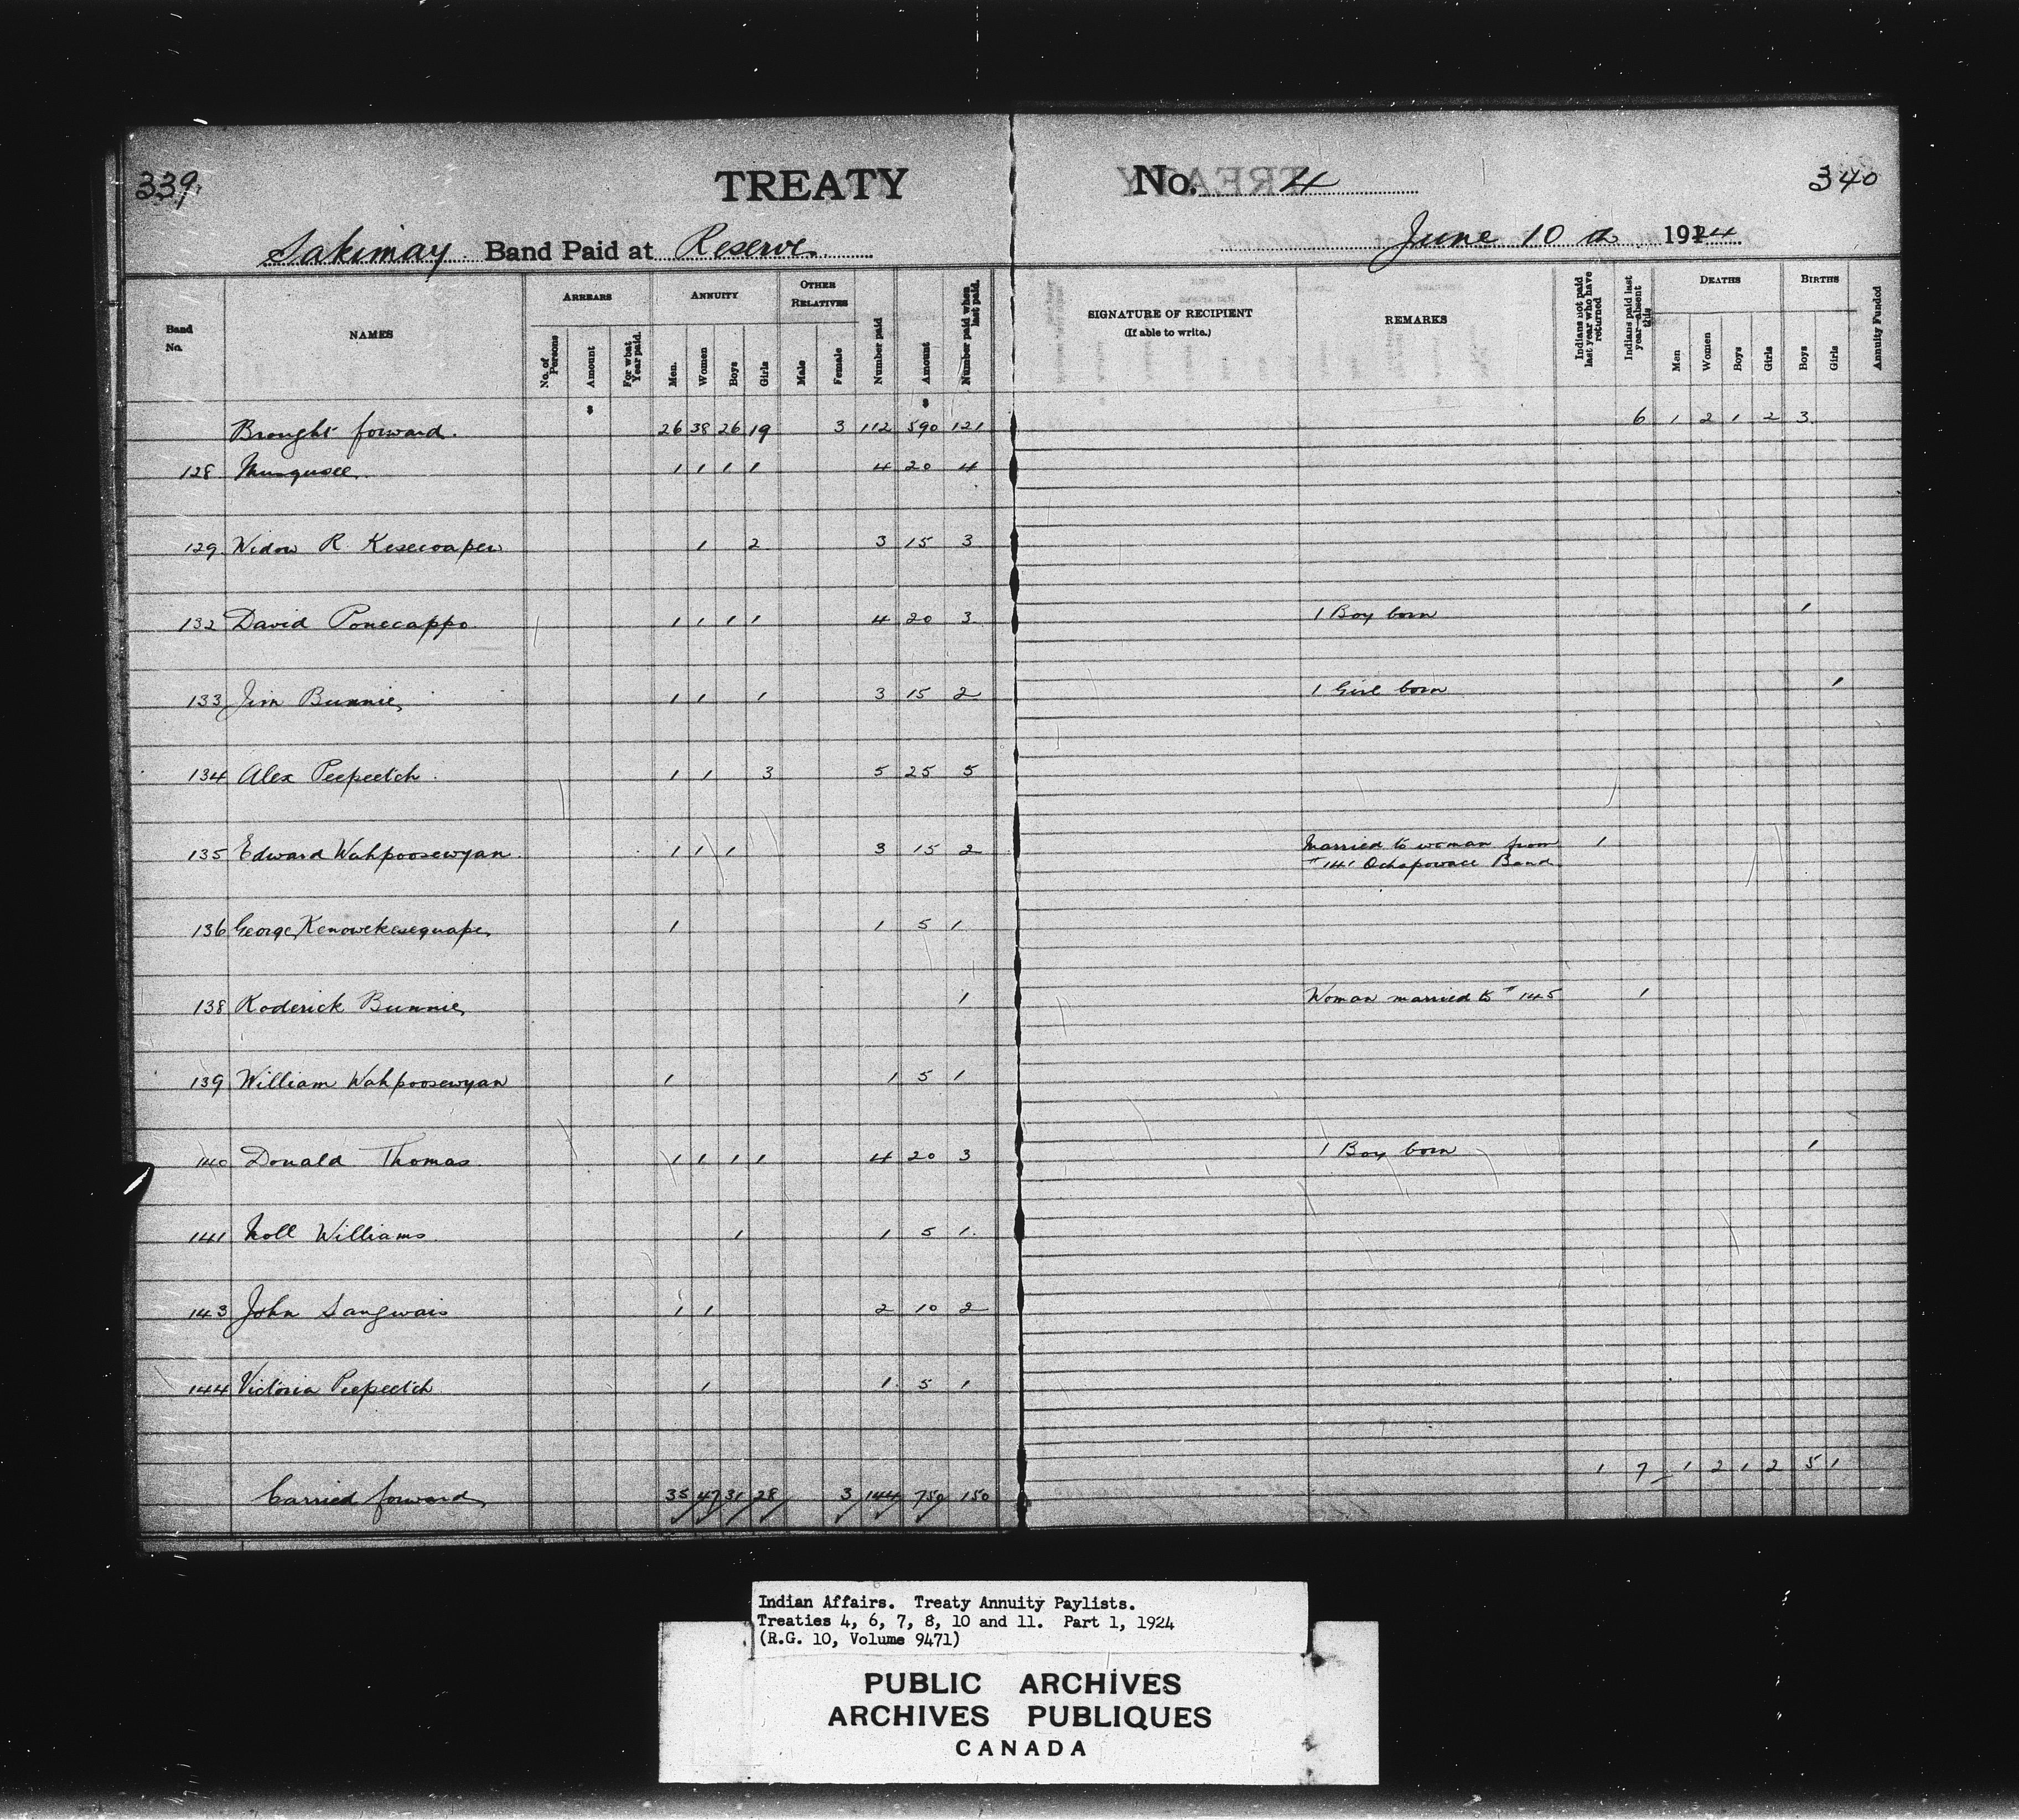 339. TREATY No. 4 340
Sakimay Band Paid at Reserve. June 10th 1924
Band No. NAMES ARREARS ANNUITY OTHER RELATIVES Number paid Amount Number paid when last paid. SIGNATURE OF RECIPIENT (If able to write.) REMARKS Indians not paid last year who have returned Indians paid last year—absent this DEATHS BIRTHS Annuity Funded
No. of Persons Amount For what Year paid. Men. Women Boys Girls Male Female Men Women Boys Girls Boys Girls
$ $
Brought forward. 26 38 26 19 3 112 590 121 6 1 2 1 2 3
128 Musqusee 1 1 1 1 4 20 4
129 Widow R Kesecoapew 1 2 3 15 3
132 David Ponecappo 1 1 1 1 4 20 3 1 Boy born 1
133 Jim Bunnie 1 1 1 3 15 2 1 Girl born 1
134 Alex Peepeetch 1 1 3 5 25 5
135 Edward Wahpoosewyan 1 1 1 3 15 2 Married to woman from 1
# 141 Ochapowace Band
136 George Kenowekesequape 1 1 5 1
138 Roderick Bunnie 1 Woman married to # 145 1
139 William Wahpoosewyan 1 1 5 1
140 Donald Thomas 1 1 1 1 4 20 3 1 Boy born 1
141 Noll Williams 1 1 5 1
143 John Sangwais 1 1 2 10 2
144 Victoria Peepeetch 1 1 5 1
1 7 1 2 1 2 5 1
Carried forward 35 47 31 28 3 144 750 150
Indian Affairs. Treaty Annuity Paylists.
Treaties 4, 6, 7, 8, 10 and 11. Part 1, 1924
(R.G. 10, Volume 9471)
PUBLIC ARCHIVES
ARCHIVES PUBLIQUES
CANADA